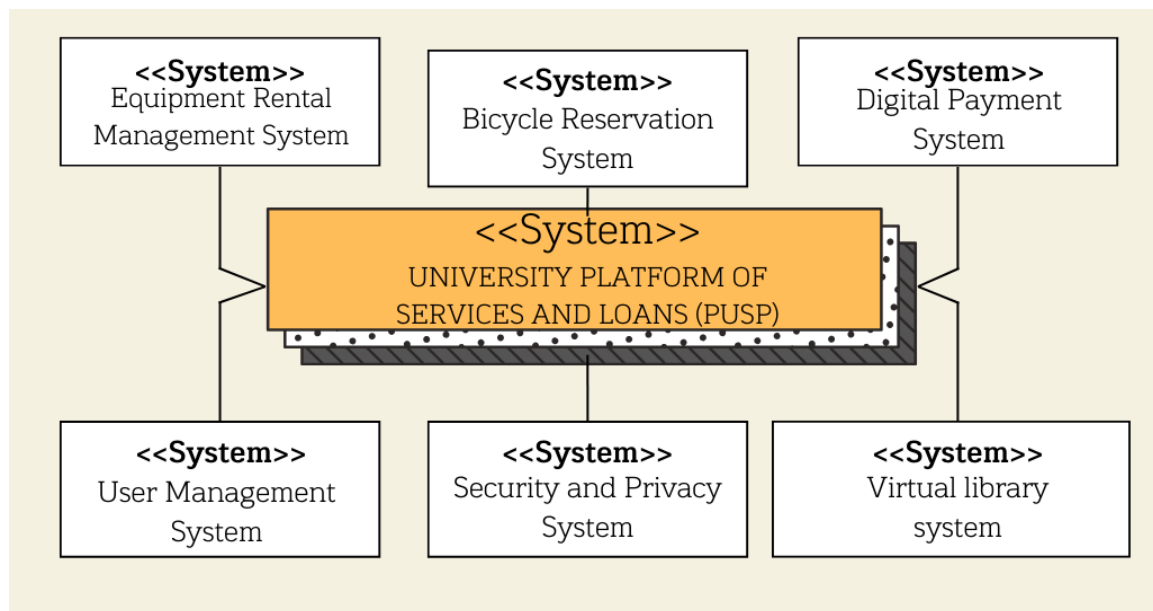 <<System>>
Equipment Rental
Management System
<<System>>
Bicycle Reservation
System
<<System>>
Digital Payment
System
<<System>>
UNIVERSITY PLATFORM OF
SERVICES AND LOANS (PUSP)
<<System>>
User Management
System
<<System>>
Security and Privacy
System
<<System>>
Virtual library
system